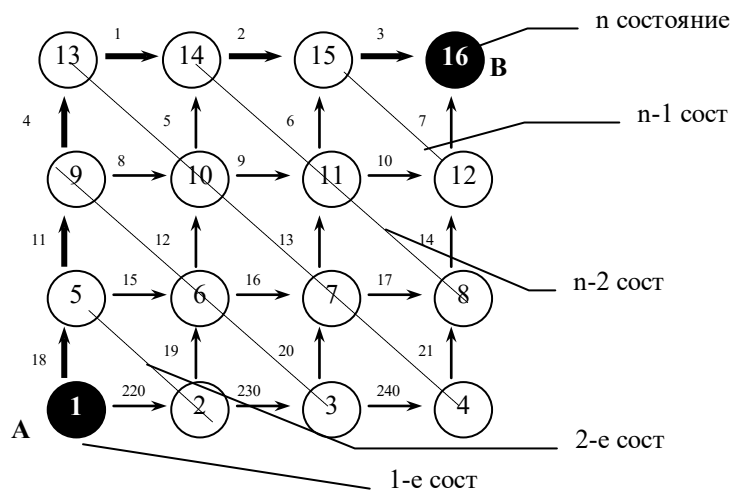 n состояние
1 2 3
13 14 15 16 B
n-1 сост
4 5 6 7
8 9 10
9 10 11 12
11 12 13 14
n-2 сост
15 16 17
5 6 7 8
18 19 20 21
220 230 240
1 2 3 4
A
2-е сост
1-е сост